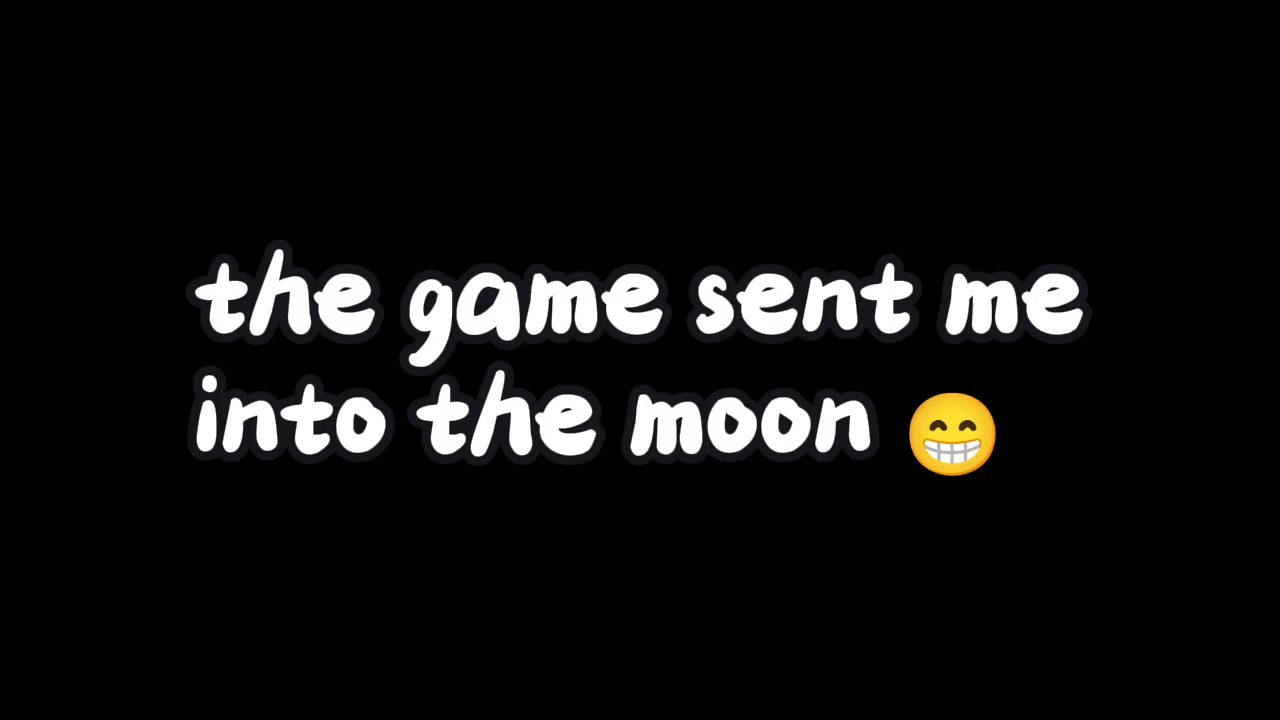 the game sent me
into the moon 😁